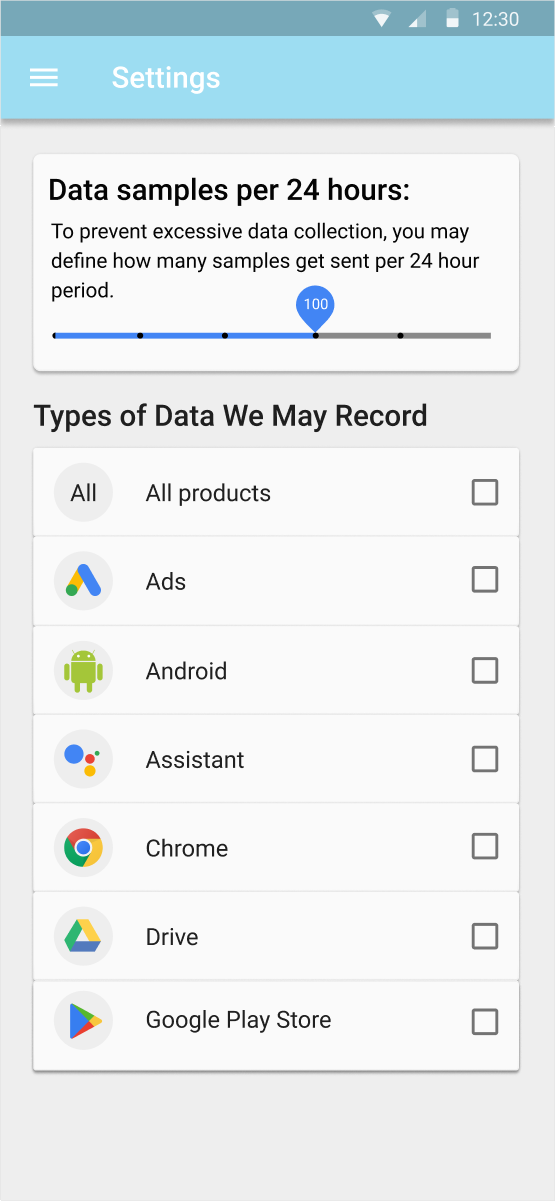 12:30
Settings
Data samples per 24 hours:
To prevent excessive data collection, you may
define how many samples get sent per 24 hour
period.
100
Types of Data We May Record
All All products
Ads
Android
Assistant
Chrome
Drive
Google Play Store